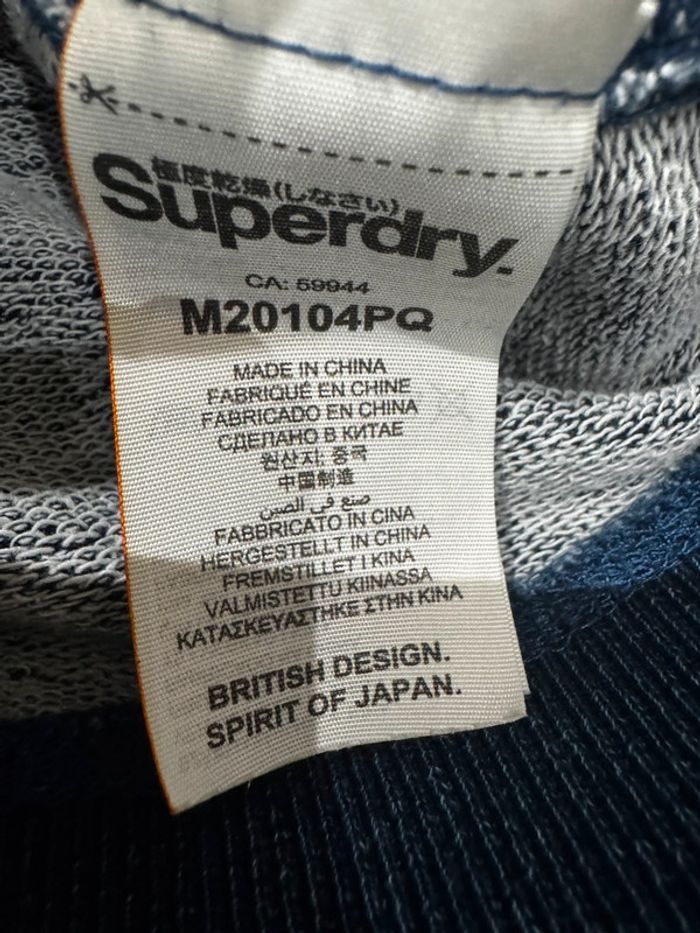 極度乾燥(しなさい)
Superdry.
CA: 59944
M20104PQ
MADE IN CHINA
FABRIQUÉ EN CHINE
FABRICADO EN CHINA
СДЕЛАНО В КИТАЕ
원산지: 중국
中国制造
صنع في الصين
FABBRICATO IN CINA
HERGESTELLT IN CHINA
FREMSTILLET I KINA
VALMISTETTU KIINASSA
ΚΑΤΑΣΚΕΥΑΣΤΗΚΕ ΣΤΗΝ ΚΙΝΑ
BRITISH DESIGN.
SPIRIT OF JAPAN.